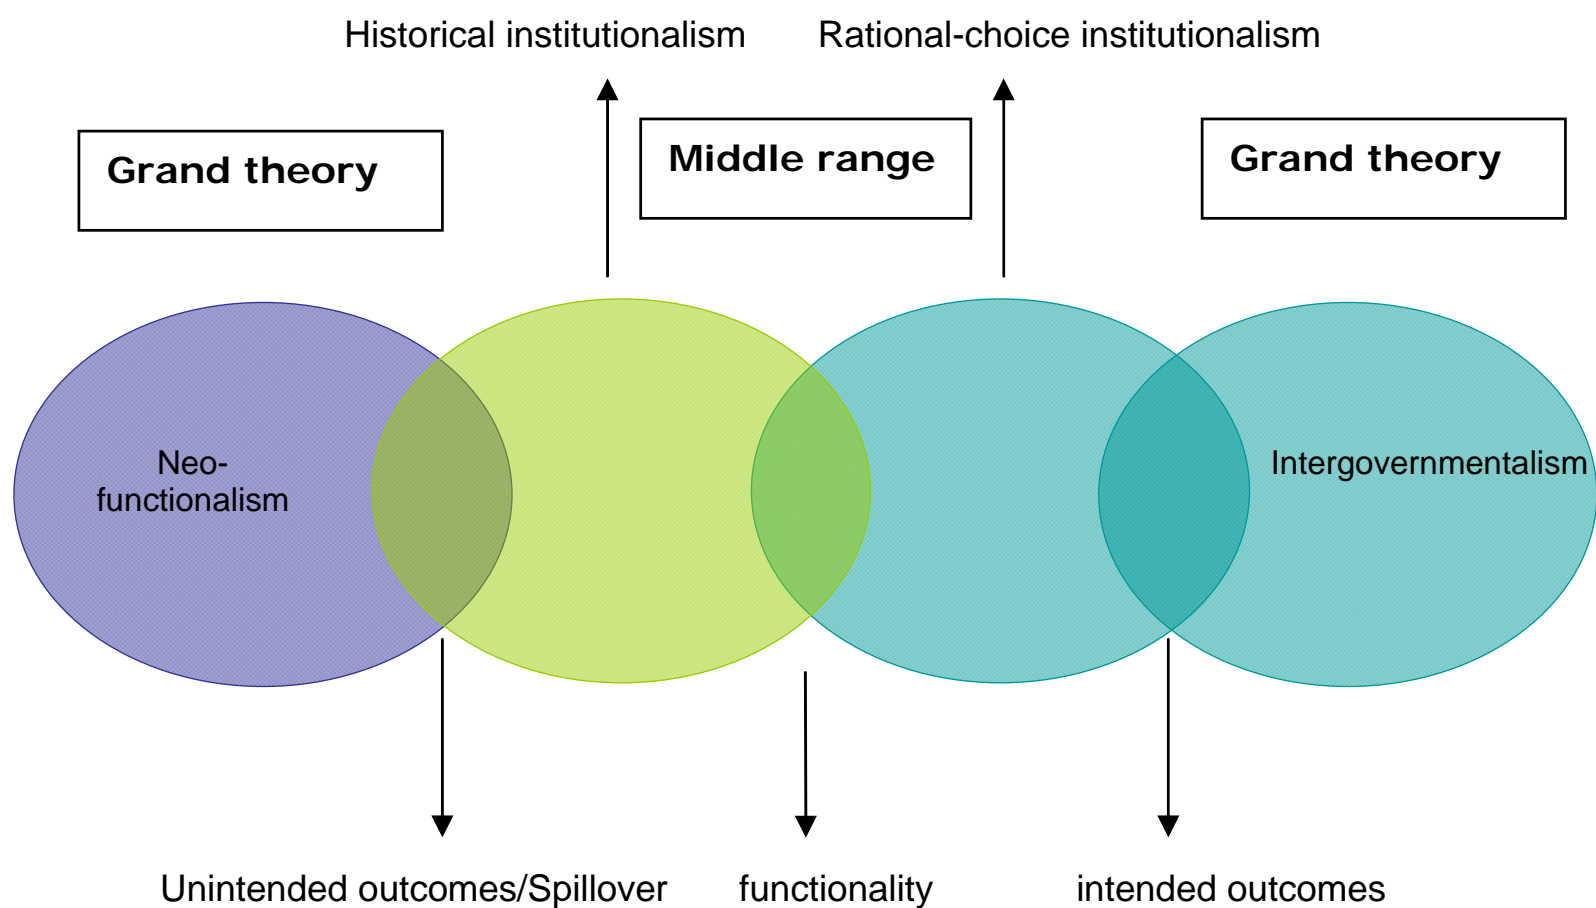 Historical institutionalism
Rational-choice institutionalism
Grand theory
Middle range
Grand theory
Neo-
functionalism
Intergovernmentalism
Unintended outcomes/Spillover
functionality
intended outcomes